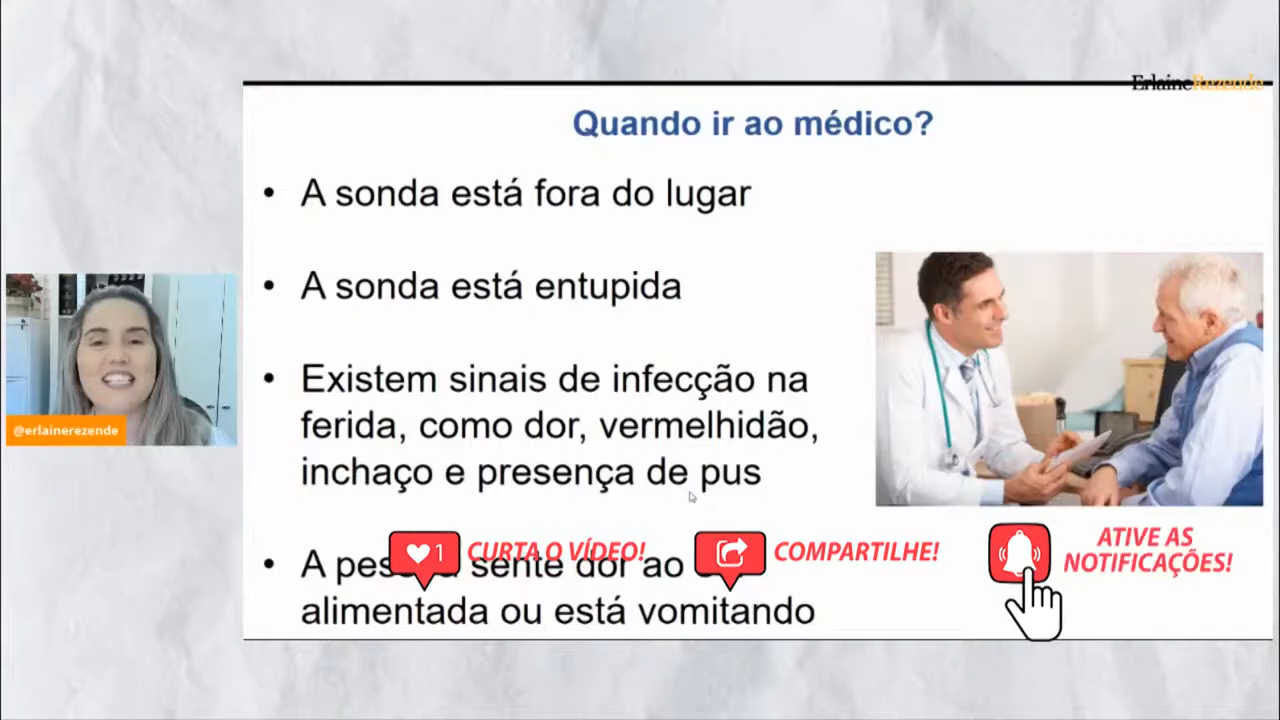 ErlaineRezende
Quando ir ao médico?
• A sonda está fora do lugar
• A sonda está entupida
• Existem sinais de infecção na
ferida, como dor, vermelhidão,
inchaço e presença de pus
@erlainerezende
1 CURTA O VÍDEO!
COMPARTILHE!
ATIVE AS
NOTIFICAÇÕES!
• A sente dor ao
alimentada ou está vomitando